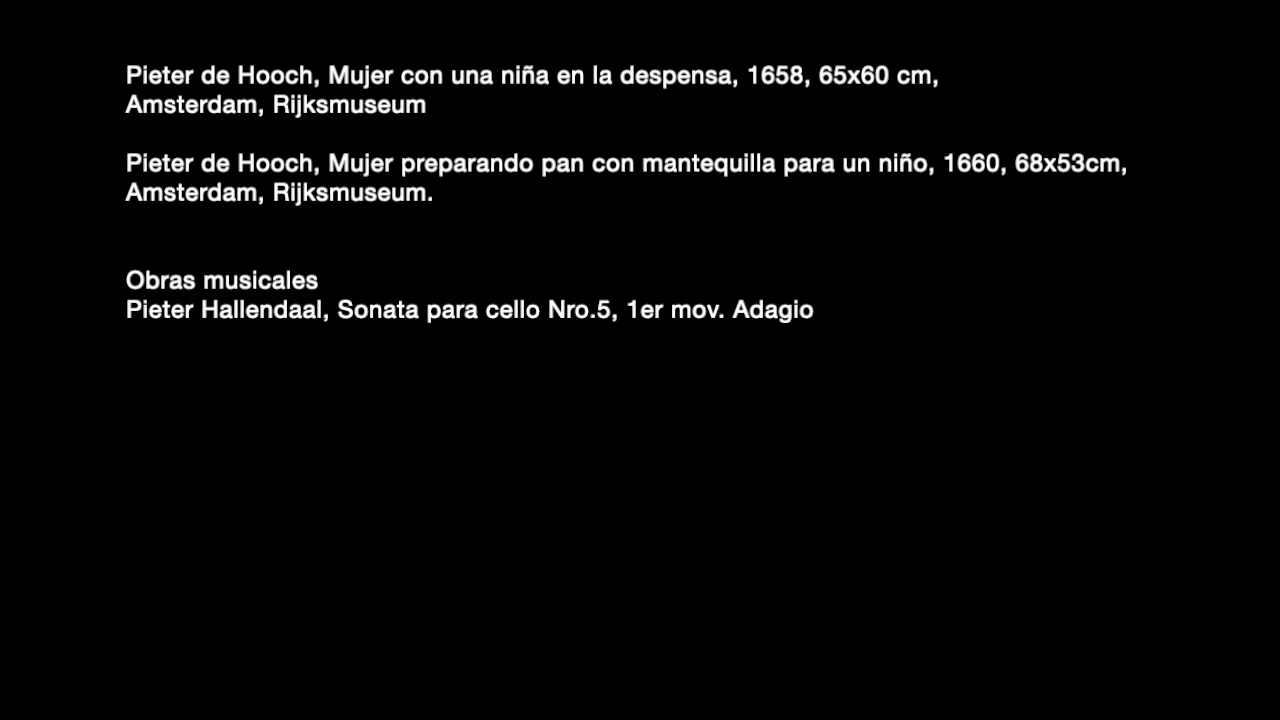 Pieter de Hooch, Mujer con una niña en la despensa, 1658, 65x60 cm,
Amsterdam, Rijksmuseum
Pieter de Hooch, Mujer preparando pan con mantequilla para un niño, 1660, 68x53cm,
Amsterdam, Rijksmuseum.
Obras musicales
Pieter Hallendaal, Sonata para cello Nro.5, 1er mov. Adagio